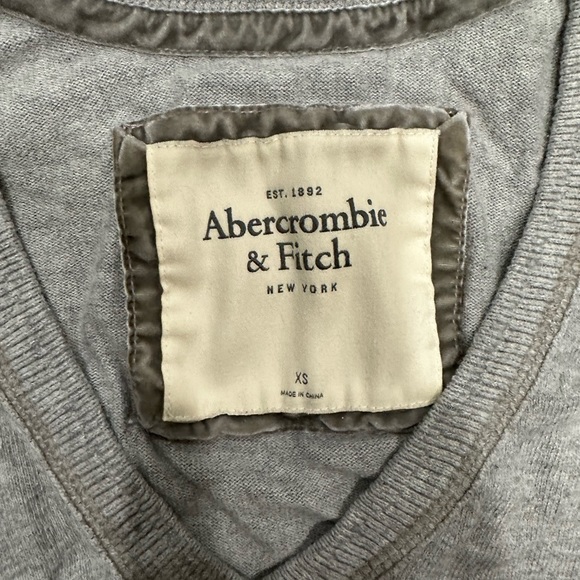 EST. 1892
Abercrombie
& Fitch
NEW YORK
XS
MADE IN CHINA